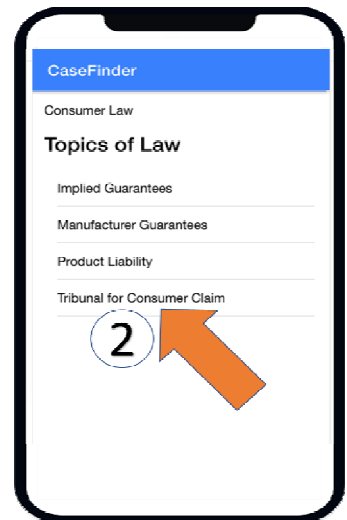 CaseFinder
Consumer Law
Topics of Law
Implied Guarantees
Manufacturer Guarantees
Product Liability
Tribunal for Consumer Claim
2